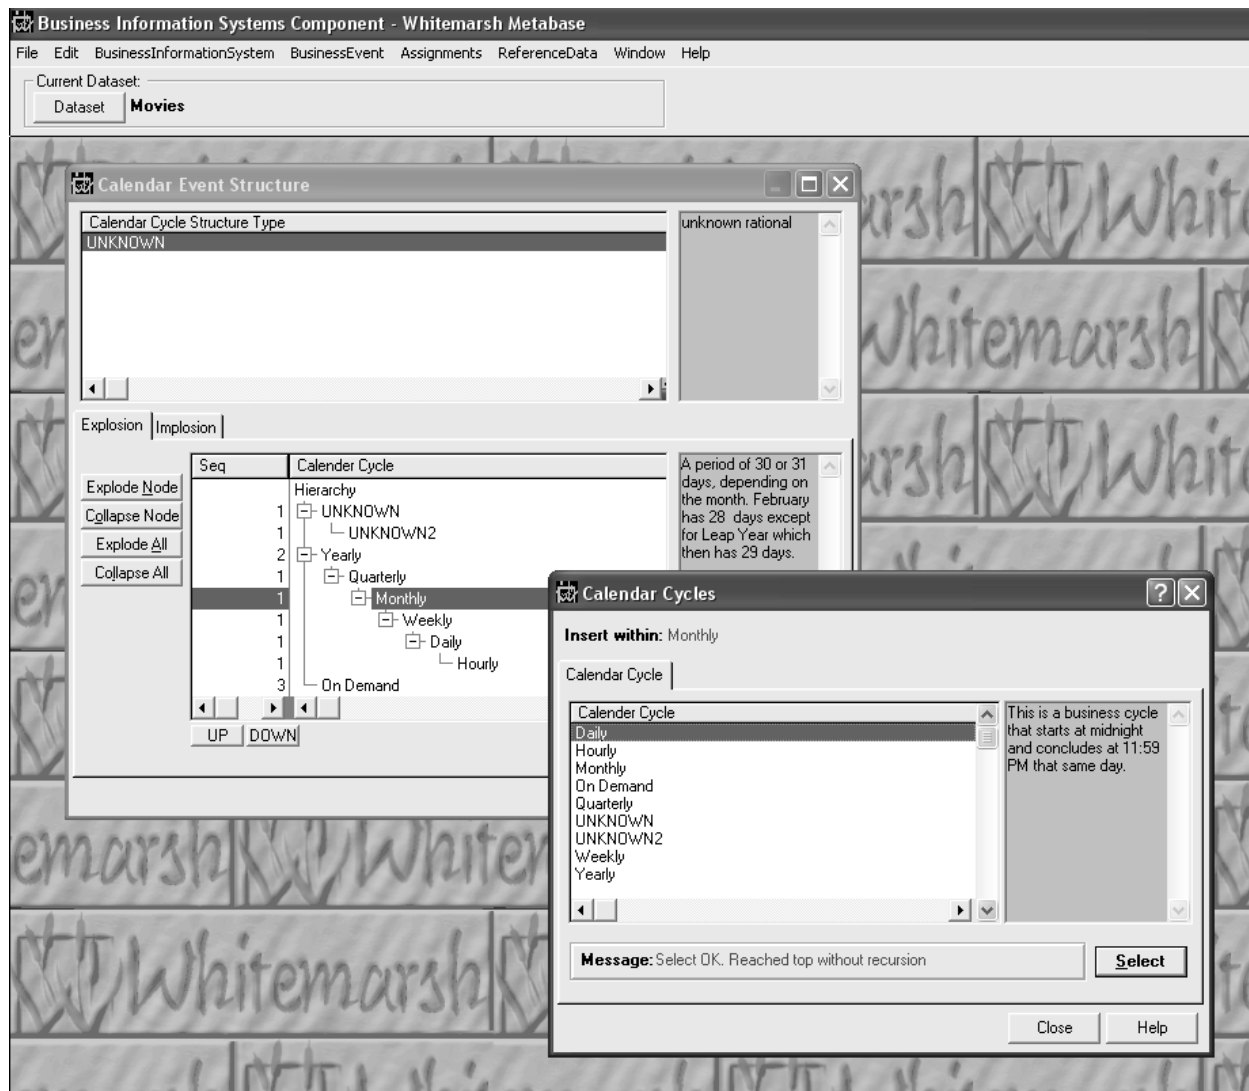 Business Information Systems Component - Whitemarsh Metabase
File Edit BusinessInformationSystem BusinessEvent Assignments ReferenceData Window Help
Current Dataset:
Dataset Movies
Calendar Event Structure
Calendar Cycle Structure Type
UNKNOWN
unknown rational
Explosion Implosion
Explode Node
Collapse Node
Explode All
Collapse All
Seq Calender Cycle
Hierarchy
1 UNKNOWN
1 UNKNOWN2
2 Yearly
1 Quarterly
1 Monthly
1 Weekly
1 Daily
1 Hourly
3 On Demand
UP DOWN
A period of 30 or 31
days, depending on
the month. February
has 28 days except
for Leap Year which
then has 29 days.
Calendar Cycles
Insert within: Monthly
Calendar Cycle
Calender Cycle
Daily
Hourly
Monthly
On Demand
Quarterly
UNKNOWN
UNKNOWN2
Weekly
Yearly
This is a business cycle
that starts at midnight
and concludes at 11:59
PM that same day.
Message: Select OK. Reached top without recursion
Select
Close Help
Whitemarsh
Whitemarsh
Whitemarsh